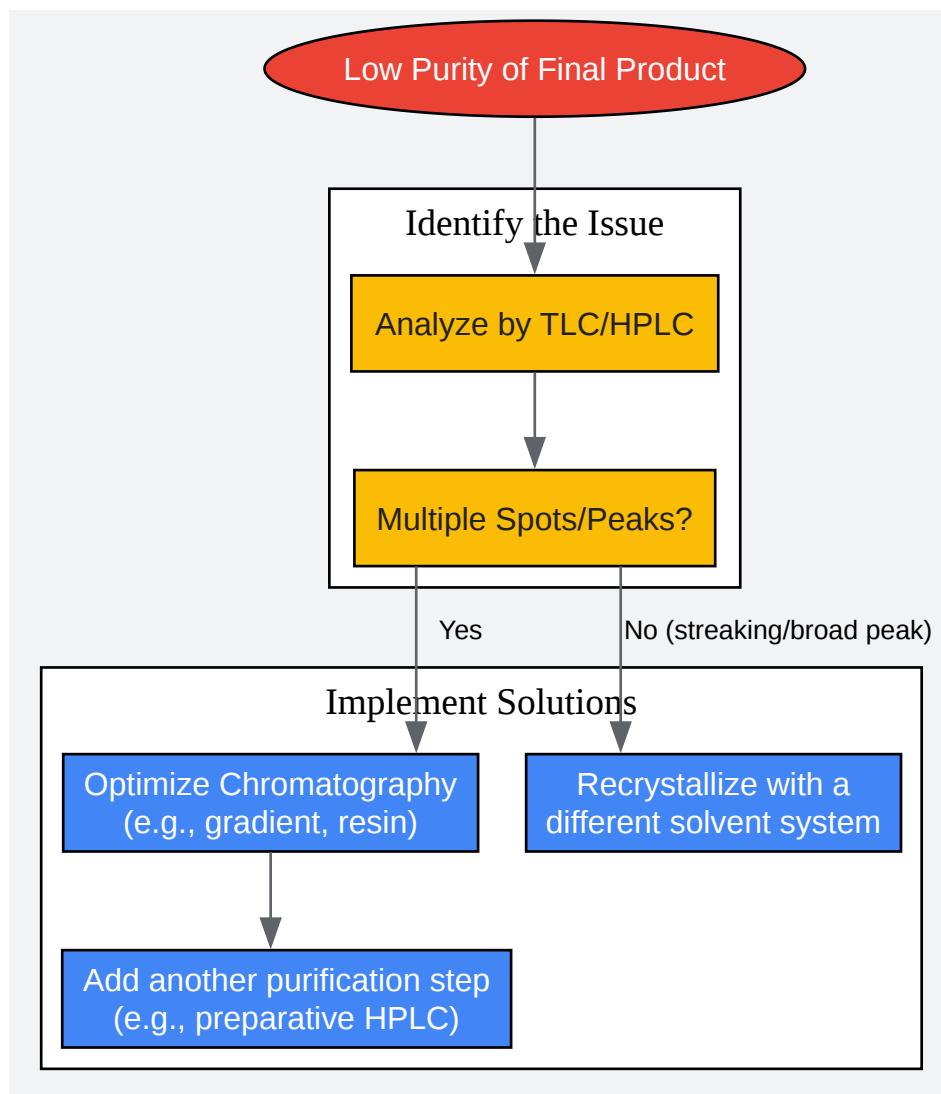 Low Purity of Final Product
Identify the Issue
Analyze by TLC/HPLC
Multiple Spots/Peaks?
Yes
No (streaking/broad peak)
Implement Solutions
Optimize Chromatography
(e.g., gradient, resin)
Recrystallize with a
different solvent system
Add another purification step
(e.g., preparative HPLC)